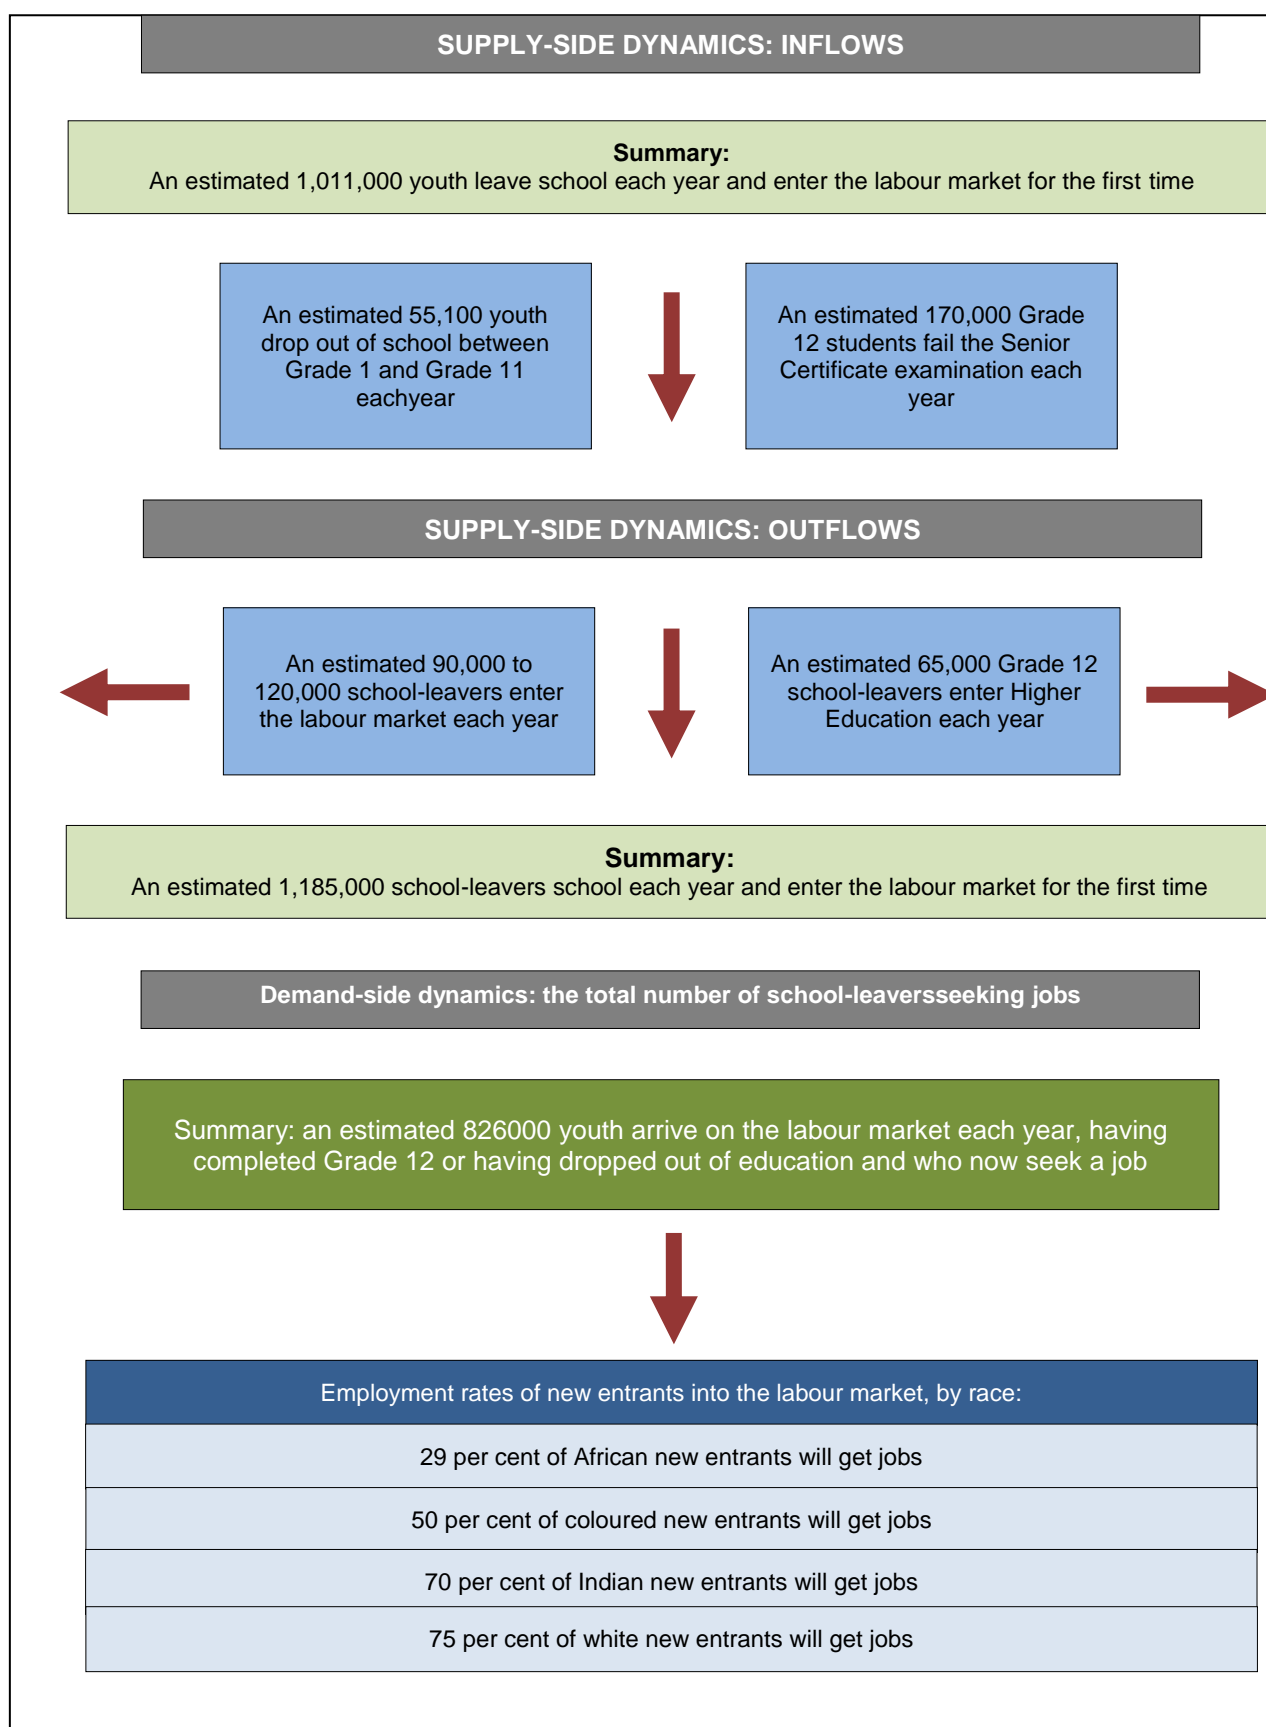 SUPPLY-SIDE DYNAMICS: INFLOWS
Summary:
An estimated 1,011,000 youth leave school each year and enter the labour market for the first time
An estimated 55,100 youth
drop out of school between
Grade 1 and Grade 11
eachyear
An estimated 170,000 Grade
12 students fail the Senior
Certificate examination each
year
SUPPLY-SIDE DYNAMICS: OUTFLOWS
An estimated 90,000 to
120,000 school-leavers enter
the labour market each year
An estimated 65,000 Grade 12
school-leavers enter Higher
Education each year
Summary:
An estimated 1,185,000 school-leavers school each year and enter the labour market for the first time
Demand-side dynamics: the total number of school-leaversseeking jobs
Summary: an estimated 826000 youth arrive on the labour market each year, having
completed Grade 12 or having dropped out of education and who now seek a job
Employment rates of new entrants into the labour market, by race:
29 per cent of African new entrants will get jobs
50 per cent of coloured new entrants will get jobs
70 per cent of Indian new entrants will get jobs
75 per cent of white new entrants will get jobs